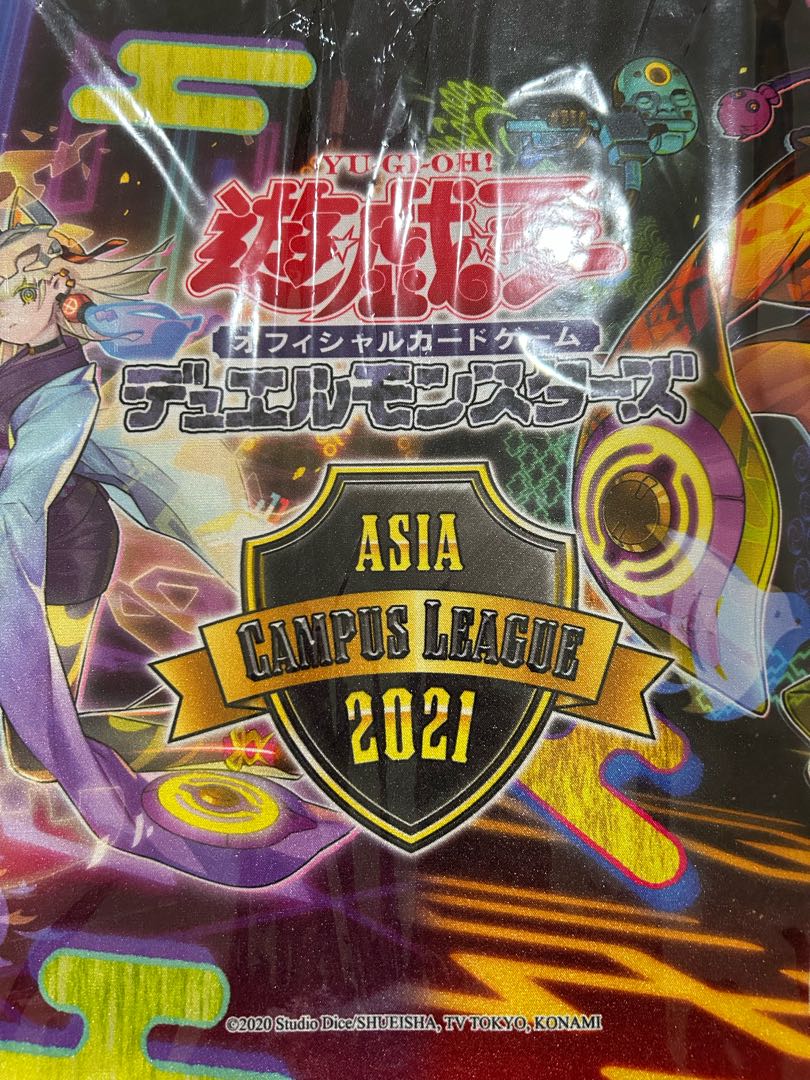 YU-GI-OH!
遊☆戯☆王
オフィシャルカードゲーム
デュエルモンスターズ
ASIA
CAMPUS LEAGUE
2021
©2020 Studio Dice/SHUEISHA, TV TOKYO, KONAMI